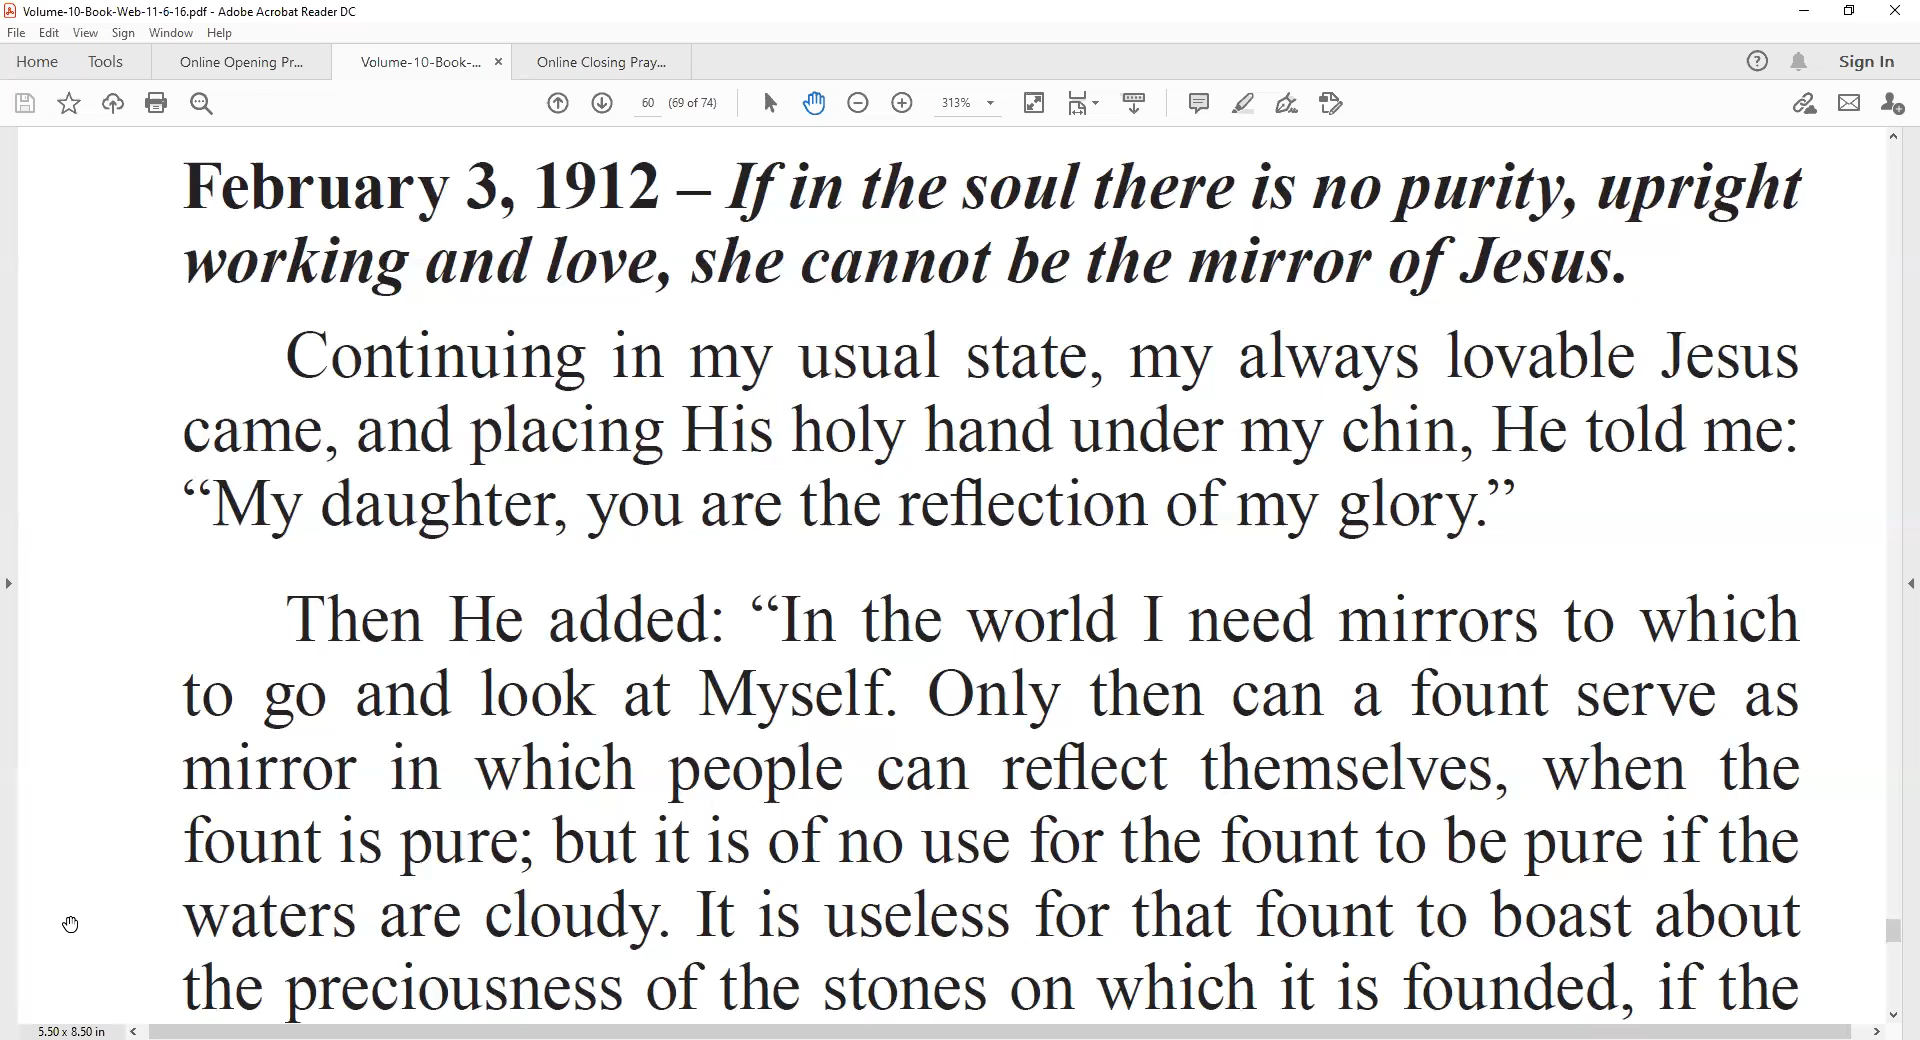 Volume-10-Book-Web-11-6-16.pdf - Adobe Acrobat Reader DC
File Edit View Sign Window Help
Home Tools Online Opening Pr... Volume-10-Book-... Online Closing Pray... Sign In
60 (69 of 74) 313%
February 3, 1912 – If in the soul there is no purity, upright
working and love, she cannot be the mirror of Jesus.
Continuing in my usual state, my always lovable Jesus
came, and placing His holy hand under my chin, He told me:
“My daughter, you are the reflection of my glory.”
Then He added: “In the world I need mirrors to which
to go and look at Myself. Only then can a fount serve as
mirror in which people can reflect themselves, when the
fount is pure; but it is of no use for the fount to be pure if the
waters are cloudy. It is useless for that fount to boast about
the preciousness of the stones on which it is founded, if the
5.50 x 8.50 in